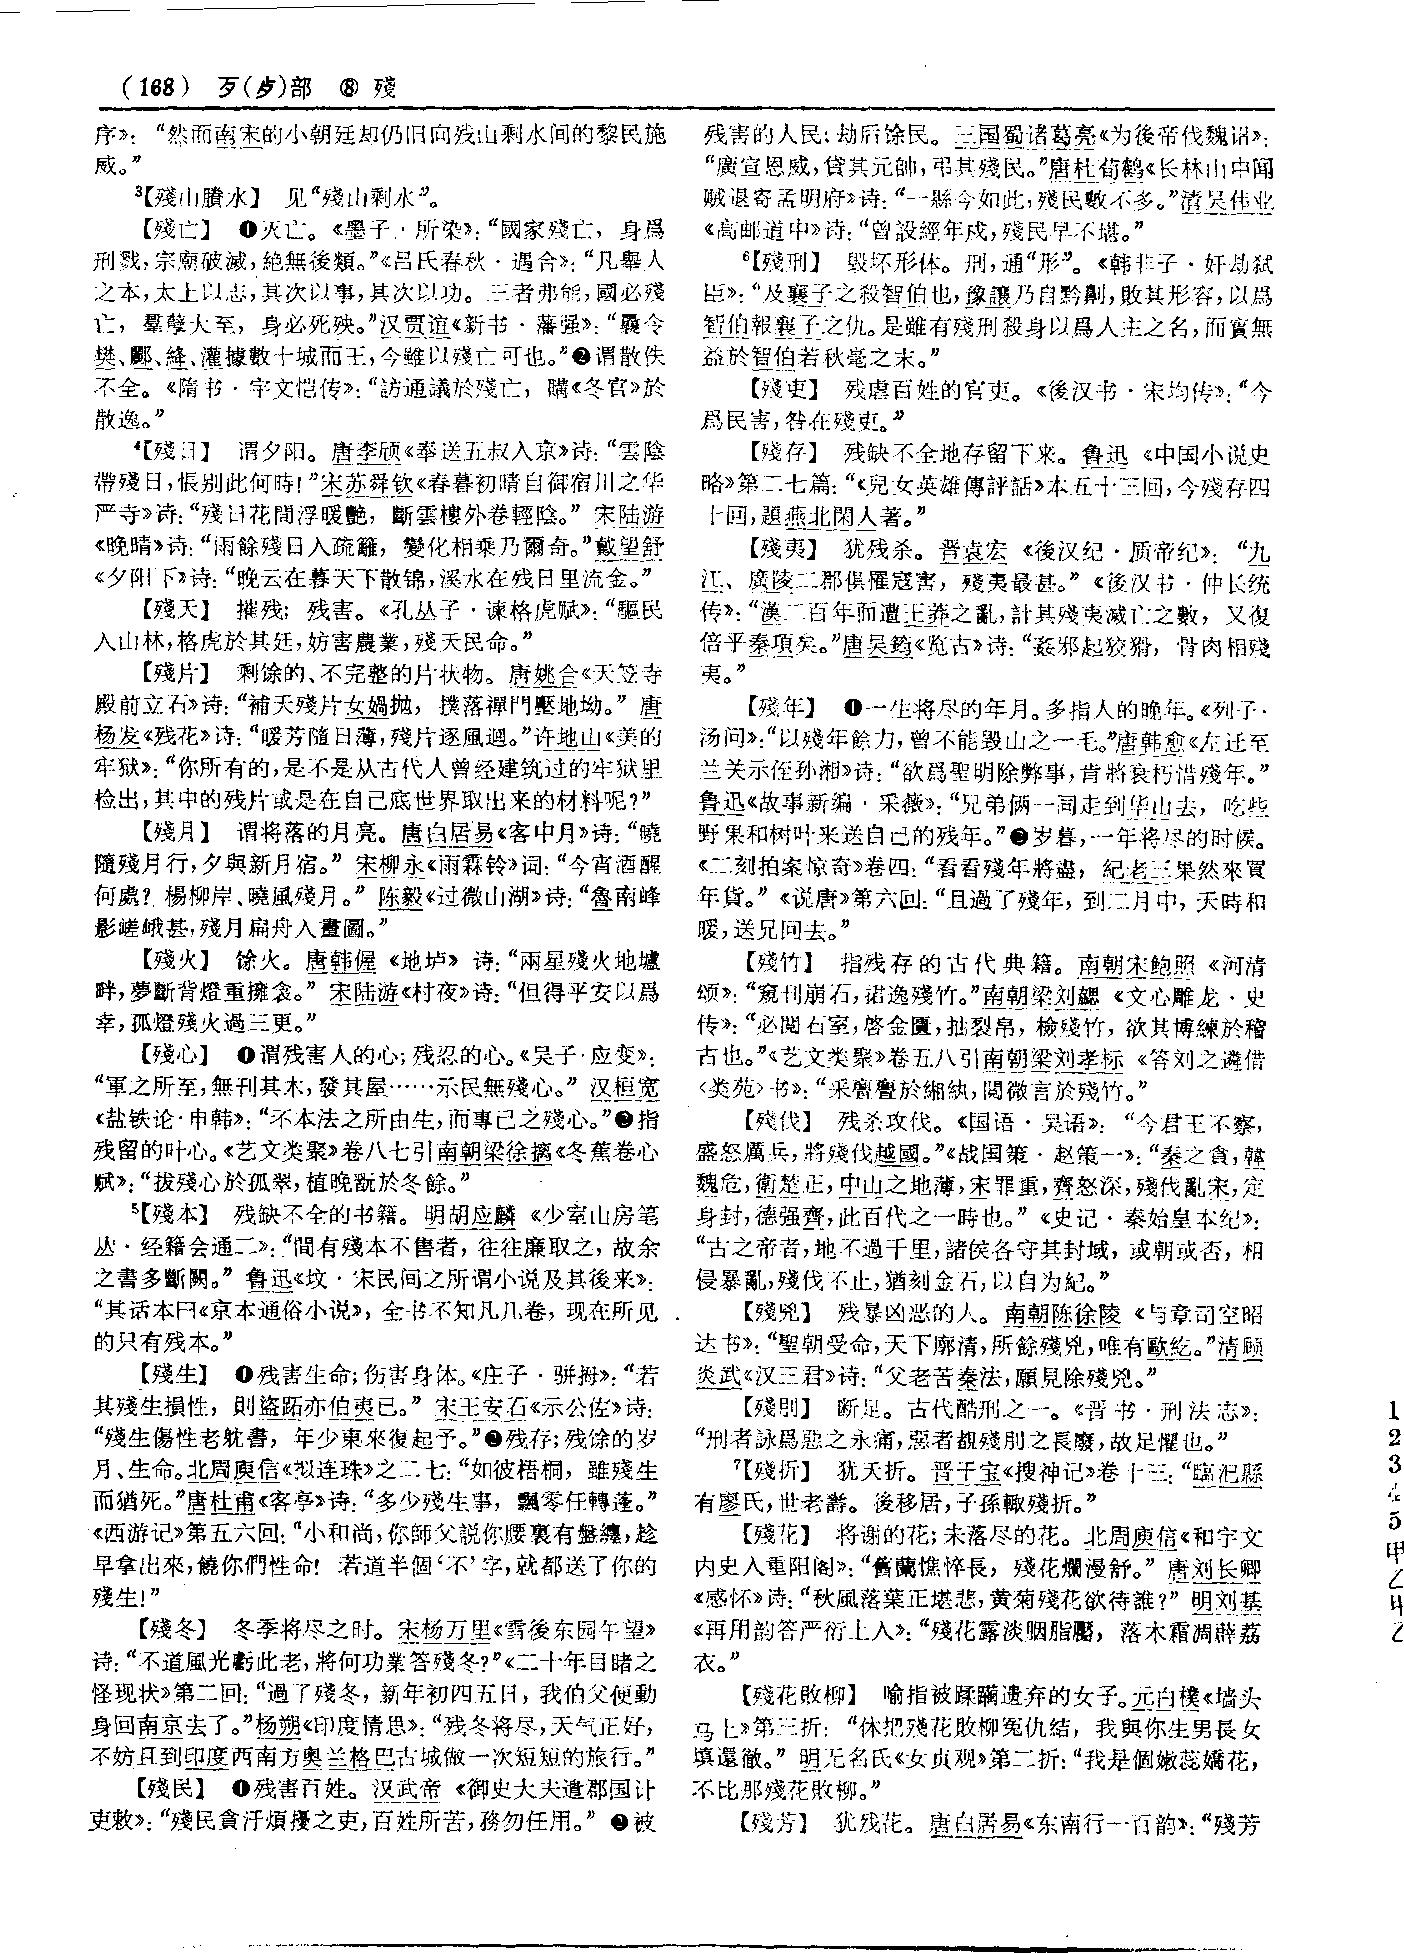 （168） 歹(歺)部 ⑧ 殘
序》：“然而南宋的小朝廷却仍旧向残山剩水间的黎民施
威。”
³【殘山賸水】 见“殘山剩水”。
【殘亡】 ❶灭亡。《墨子·所染》：“國家殘亡，身爲
刑戮，宗廟破滅，絶無後類。”《吕氏春秋·遇合》：“凡舉人
之本，太上以志，其次以事，其次以功。三者弗能，國必殘
亡，羣孽大至，身必死殃。”汉贾谊《新书·藩强》：“曩令
樊、酈、絳、灌據數十城而王，今雖以殘亡可也。”❷谓散佚
不全。《隋书·宇文恺传》：“訪通議於殘亡，購《冬官》於
散逸。”
⁴【殘日】 谓夕阳。唐李颀《奉送五叔入京》诗：“雲陰
帶殘日，悵别此何時！”宋苏舜钦《春暮初晴自御宿川之华
严寺》诗：“殘日花間浮暖艷，斷雲樓外卷輕陰。” 宋陆游
《晚晴》诗：“雨餘殘日入疏籬，變化相乘乃爾奇。”戴望舒
《夕阳下》诗：“晚云在暮天下散锦，溪水在残日里流金。”
【殘夭】 摧残；残害。《孔丛子·谏格虎赋》：“驅民
入山林，格虎於其廷，妨害農業，殘夭民命。”
【殘片】 剩馀的、不完整的片状物。唐姚合《天竺寺
殿前立石》诗：“補天殘片女媧抛，撲落禪門壓地坳。” 唐
杨发《残花》诗：“暖芳隨日薄，殘片逐風迴。”许地山《美的
牢狱》：“你所有的，是不是从古代人曾经建筑过的牢狱里
检出，其中的残片或是在自己底世界取出来的材料呢？”
【殘月】 谓将落的月亮。唐白居易《客中月》诗：“曉
隨殘月行，夕與新月宿。” 宋柳永《雨霖铃》词：“今宵酒醒
何處？楊柳岸、曉風殘月。” 陈毅《过微山湖》诗：“魯南峰
影嵯峨甚，殘月扁舟入畫圖。”
【殘火】 馀火。唐韩偓《地炉》诗：“兩星殘火地爐
畔，夢斷背燈重擁衾。” 宋陆游《村夜》诗：“但得平安以爲
幸，孤燈殘火過三更。”
【殘心】 ❶谓残害人的心；残忍的心。《吴子·应变》：
“軍之所至，無刊其木，發其屋……示民無殘心。” 汉桓宽
《盐铁论·申韩》：“不本法之所由生，而專己之殘心。”❷指
残留的叶心。《艺文类聚》卷八七引南朝梁徐摛《冬蕉卷心
赋》：“拔殘心於孤翠，植晚翫於冬餘。”
⁵【殘本】 残缺不全的书籍。 明胡应麟《少室山房笔
丛·经籍会通二》：“間有殘本不售者，往往廉取之，故余
之書多斷闕。” 鲁迅《坟·宋民间之所谓小说及其後来》：
“其话本曰《京本通俗小说》，全书不知凡几卷，现在所见
的只有残本。”
【殘生】 ❶残害生命；伤害身体。《庄子·骈拇》：“若
其殘生損性，則盜跖亦伯夷已。” 宋王安石《示公佐》诗：
“殘生傷性老躭書，年少東來復起予。”❷残存；残馀的岁
月、生命。北周庾信《拟连珠》之二七：“如彼梧桐，雖殘生
而猶死。”唐杜甫《客亭》诗：“多少殘生事，飄零任轉蓬。”
《西游记》第五六回：“小和尚，你師父説你腰裏有盤纏，趁
早拿出來，饒你們性命！若道半個‘不’字，就都送了你的
殘生！”
【殘冬】 冬季将尽之时。宋杨万里《雪後东园午望》
诗：“不道風光虧此老，將何功業答殘冬？”《二十年目睹之
怪现状》第二回：“過了殘冬，新年初四五日，我伯父便動
身回南京去了。”杨朔《印度情思》：“残冬将尽，天气正好，
不妨且到印度西南方奥兰格巴古城做一次短短的旅行。”
【殘民】 ❶残害百姓。汉武帝《御史大夫遣郡国计
吏敕》：“殘民貪汙煩擾之吏，百姓所苦，務勿任用。” ❷被
残害的人民；劫后馀民。三国蜀诸葛亮《为後帝伐魏诏》：
“廣宣恩威，貸其元帥，弔其殘民。”唐杜荀鹤《长林山中闻
贼退寄孟明府》诗：“一縣今如此，殘民數不多。”清吴伟业
《高邮道中》诗：“曾設經年戍，殘民早不堪。”
⁶【殘刑】 毁坏形体。刑，通“形”。《韩非子·奸劫弑
臣》：“及襄子之殺智伯也，豫讓乃自黔劓，敗其形容，以爲
智伯報襄子之仇。是雖有殘刑殺身以爲人主之名，而實無
益於智伯若秋毫之末。”
【殘吏】 残虐百姓的官吏。《後汉书·宋均传》：“今
爲民害，咎在殘吏。”
【殘存】 残缺不全地存留下来。鲁迅《中国小说史
略》第二七篇：“《兒女英雄傳評話》本五十三回，今殘存四
十回，題燕北閑人著。”
【殘夷】 犹残杀。晋袁宏《後汉纪·质帝纪》：“九
江、廣陵二郡俱罹寇害，殘夷最甚。”《後汉书·仲长统
传》：“漢二百年而遭王莽之亂，計其殘夷滅亡之數，又復
倍乎秦項矣。”唐吴筠《览古》诗：“姦邪起狡猾，骨肉相殘
夷。”
【殘年】 ❶一生将尽的年月。多指人的晚年。《列子·
汤问》：“以殘年餘力，曾不能毀山之一毛。”唐韩愈《左迁至
兰关示侄孙湘》诗：“欲爲聖明除弊事，肯將衰朽惜殘年。”
鲁迅《故事新编·采薇》：“兄弟俩一同走到华山去，吃些
野果和树叶来送自己的残年。”❷岁暮，一年将尽的时候。
《二刻拍案惊奇》卷四：“看看殘年將盡，紀老三果然來買
年貨。”《说唐》第六回：“且過了殘年，到二月中，天時和
暖，送兄回去。”
【殘竹】 指残存的古代典籍。南朝宋鲍照《河清
颂》：“窺刊崩石，诺逸殘竹。”南朝梁刘勰《文心雕龙·史
传》：“必閲石室，啓金匱，抽裂帛，檢殘竹，欲其博練於稽
古也。”《艺文类聚》卷五八引南朝梁刘孝标《答刘之遴借
〈类苑〉书》：“采亹亹於緗紈，閲微言於殘竹。”
【殘伐】 残杀攻伐。《国语·吴语》：“今君王不察，
盛怒厲兵，將殘伐越國。”《战国策·赵策一》：“秦之貪，韓
魏危，衛楚正，中山之地薄，宋罪重，齊怒深，殘伐亂宋，定
身封，德强齊，此百代之一時也。”《史记·秦始皇本纪》：
“古之帝者，地不過千里，諸侯各守其封域，或朝或否，相
侵暴亂，殘伐不止，猶刻金石，以自为紀。”
【殘兇】 残暴凶恶的人。南朝陈徐陵《与章司空昭
达书》：“聖朝受命，天下廓清，所餘殘兇，唯有歐紇。”清顾
炎武《汉三君》诗：“父老苦秦法，願見除殘兇。”
【殘刖】 断足。古代酷刑之一。《晋书·刑法志》：
“刑者詠爲惡之永痛，惡者覩殘刖之長廢，故足懼也。”
⁷【殘折】 犹夭折。晋干宝《搜神记》卷十三：“臨汜縣
有廖氏，世老壽。後移居，子孫輒殘折。”
【殘花】 将谢的花；未落尽的花。北周庾信《和宇文
内史入重阳阁》：“舊蘭憔悴長，殘花爛漫舒。” 唐刘长卿
《感怀》诗：“秋風落葉正堪悲，黄菊殘花欲待誰？” 明刘基
《再用韵答严衍上人》：“殘花露淡胭脂靨，落木霜凋薜荔
衣。”
【殘花敗柳】 喻指被蹂躏遗弃的女子。元白樸《墙头
马上》第三折：“休把殘花敗柳冤仇結，我與你生男長女
填還徹。” 明无名氏《女贞观》第二折：“我是個嫩蕊嬌花，
不比那殘花敗柳。”
【殘芳】 犹残花。唐白居易《东南行一百韵》：“殘芳
1
2
3
4
5
甲
乙